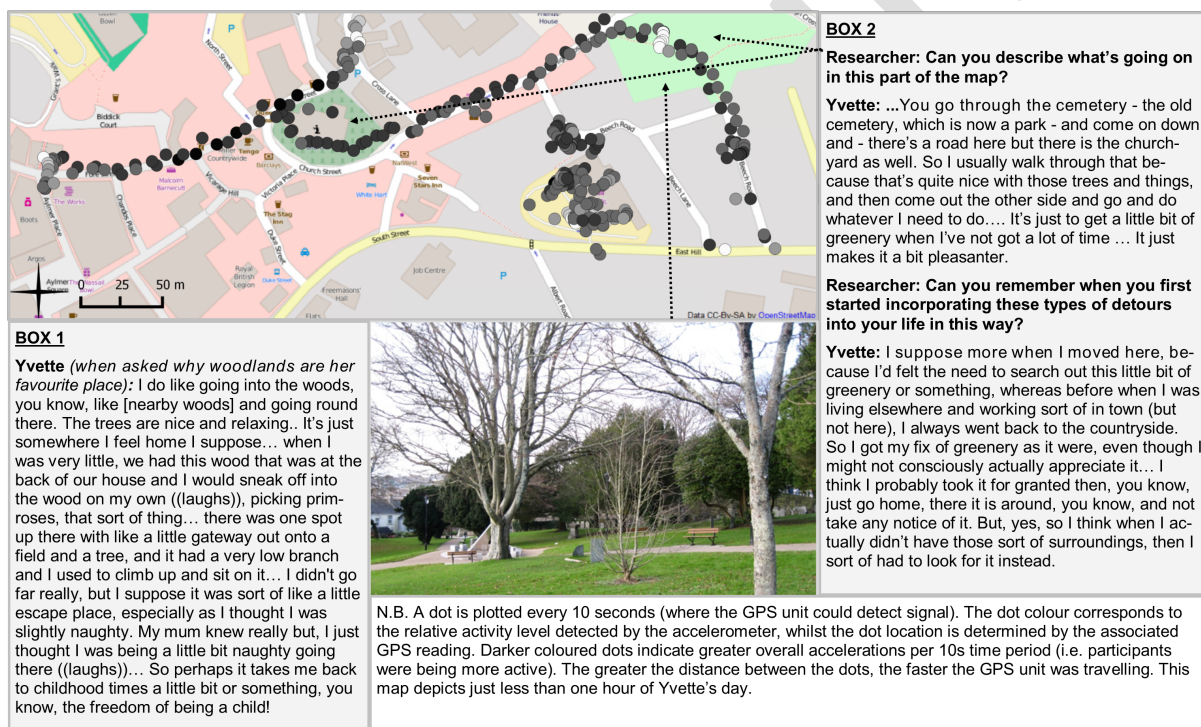 Bowl
North Street
P
House
Grant's Walk
Biddick
Court
Cross Lane
P
Street
Tengo
Countrywide
Barclays
NatWest
Beech Road
Malcolm
Barnecutt
The Works
Vicarage Hill
Victoria Place
Church Street
White Hart
Seven
Stars Inn
Boots
Aylmer Place
Chandos Place
The Stag
Inn
Beech Lane
Beech Road
South Street
East Hill
Argos
Duke Street
Royal
British
Legion
Duke Street
Job Centre
Albert Road
Aylmer
Square
Freemasons'
Hall
P
Flats
0 25 50 m
Data CC-By-SA by OpenStreetMap
BOX 2
Researcher: Can you describe what's going on
in this part of the map?
Yvette: ...You go through the cemetery - the old
cemetery, which is now a park - and come on down
and - there's a road here but there is the church-
yard as well. So I usually walk through that be-
cause that's quite nice with those trees and things,
and then come out the other side and go and do
whatever I need to do…. It's just to get a little bit of
greenery when I've not got a lot of time … It just
makes it a bit pleasanter.
Researcher: Can you remember when you first
started incorporating these types of detours
into your life in this way?
Yvette: I suppose more when I moved here, be-
cause I'd felt the need to search out this little bit of
greenery or something, whereas before when I was
living elsewhere and working sort of in town (but
not here), I always went back to the countryside.
So I got my fix of greenery as it were, even though I
might not consciously actually appreciate it… I
think I probably took it for granted then, you know,
just go home, there it is around, you know, and not
take any notice of it. But, yes, so I think when I ac-
tually didn't have those sort of surroundings, then I
sort of had to look for it instead.
BOX 1
Yvette (when asked why woodlands are her
favourite place): I do like going into the woods,
you know, like [nearby woods] and going round
there. The trees are nice and relaxing.. It's just
somewhere I feel home I suppose… when I
was very little, we had this wood that was at the
back of our house and I would sneak off into
the wood on my own ((laughs)), picking prim-
roses, that sort of thing… there was one spot
up there with like a little gateway out onto a
field and a tree, and it had a very low branch
and I used to climb up and sit on it… I didn't go
far really, but I suppose it was sort of like a little
escape place, especially as I thought I was
slightly naughty. My mum knew really but, I just
thought I was being a little bit naughty going
there ((laughs))… So perhaps it takes me back
to childhood times a little bit or something, you
know, the freedom of being a child!
N.B. A dot is plotted every 10 seconds (where the GPS unit could detect signal). The dot colour corresponds to
the relative activity level detected by the accelerometer, whilst the dot location is determined by the associated
GPS reading. Darker coloured dots indicate greater overall accelerations per 10s time period (i.e. participants
were being more active). The greater the distance between the dots, the faster the GPS unit was travelling. This
map depicts just less than one hour of Yvette's day.